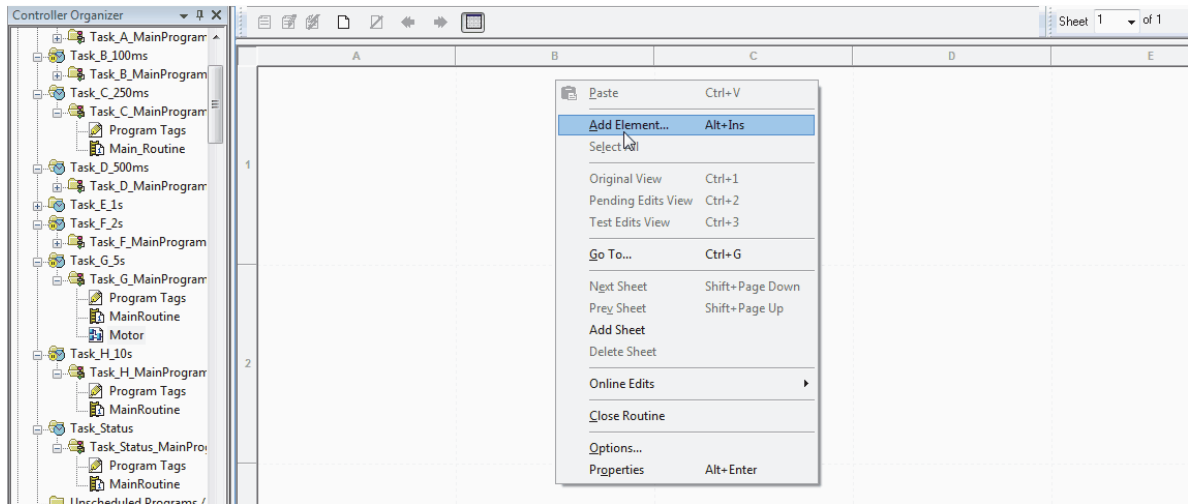 Controller Organizer
Task_A_MainProgram
Task_B_100ms
Task_B_MainProgram
Task_C_250ms
Task_C_MainProgram
Program Tags
Main_Routine
Task_D_500ms
Task_D_MainProgram
Task_E_1s
Task_F_2s
Task_F_MainProgram
Task_G_5s
Task_G_MainProgram
Program Tags
MainRoutine
Motor
Task_H_10s
Task_H_MainProgram
Program Tags
MainRoutine
Task_Status
Task_Status_MainPro
Program Tags
MainRoutine
Unscheduled Programs /
Sheet 1 of 1
A B C D E
1
2
Paste Ctrl+V
Add Element... Alt+Ins
Select All
Original View Ctrl+1
Pending Edits View Ctrl+2
Test Edits View Ctrl+3
Go To... Ctrl+G
Next Sheet Shift+Page Down
Prev Sheet Shift+Page Up
Add Sheet
Delete Sheet
Online Edits
Close Routine
Options...
Properties Alt+Enter